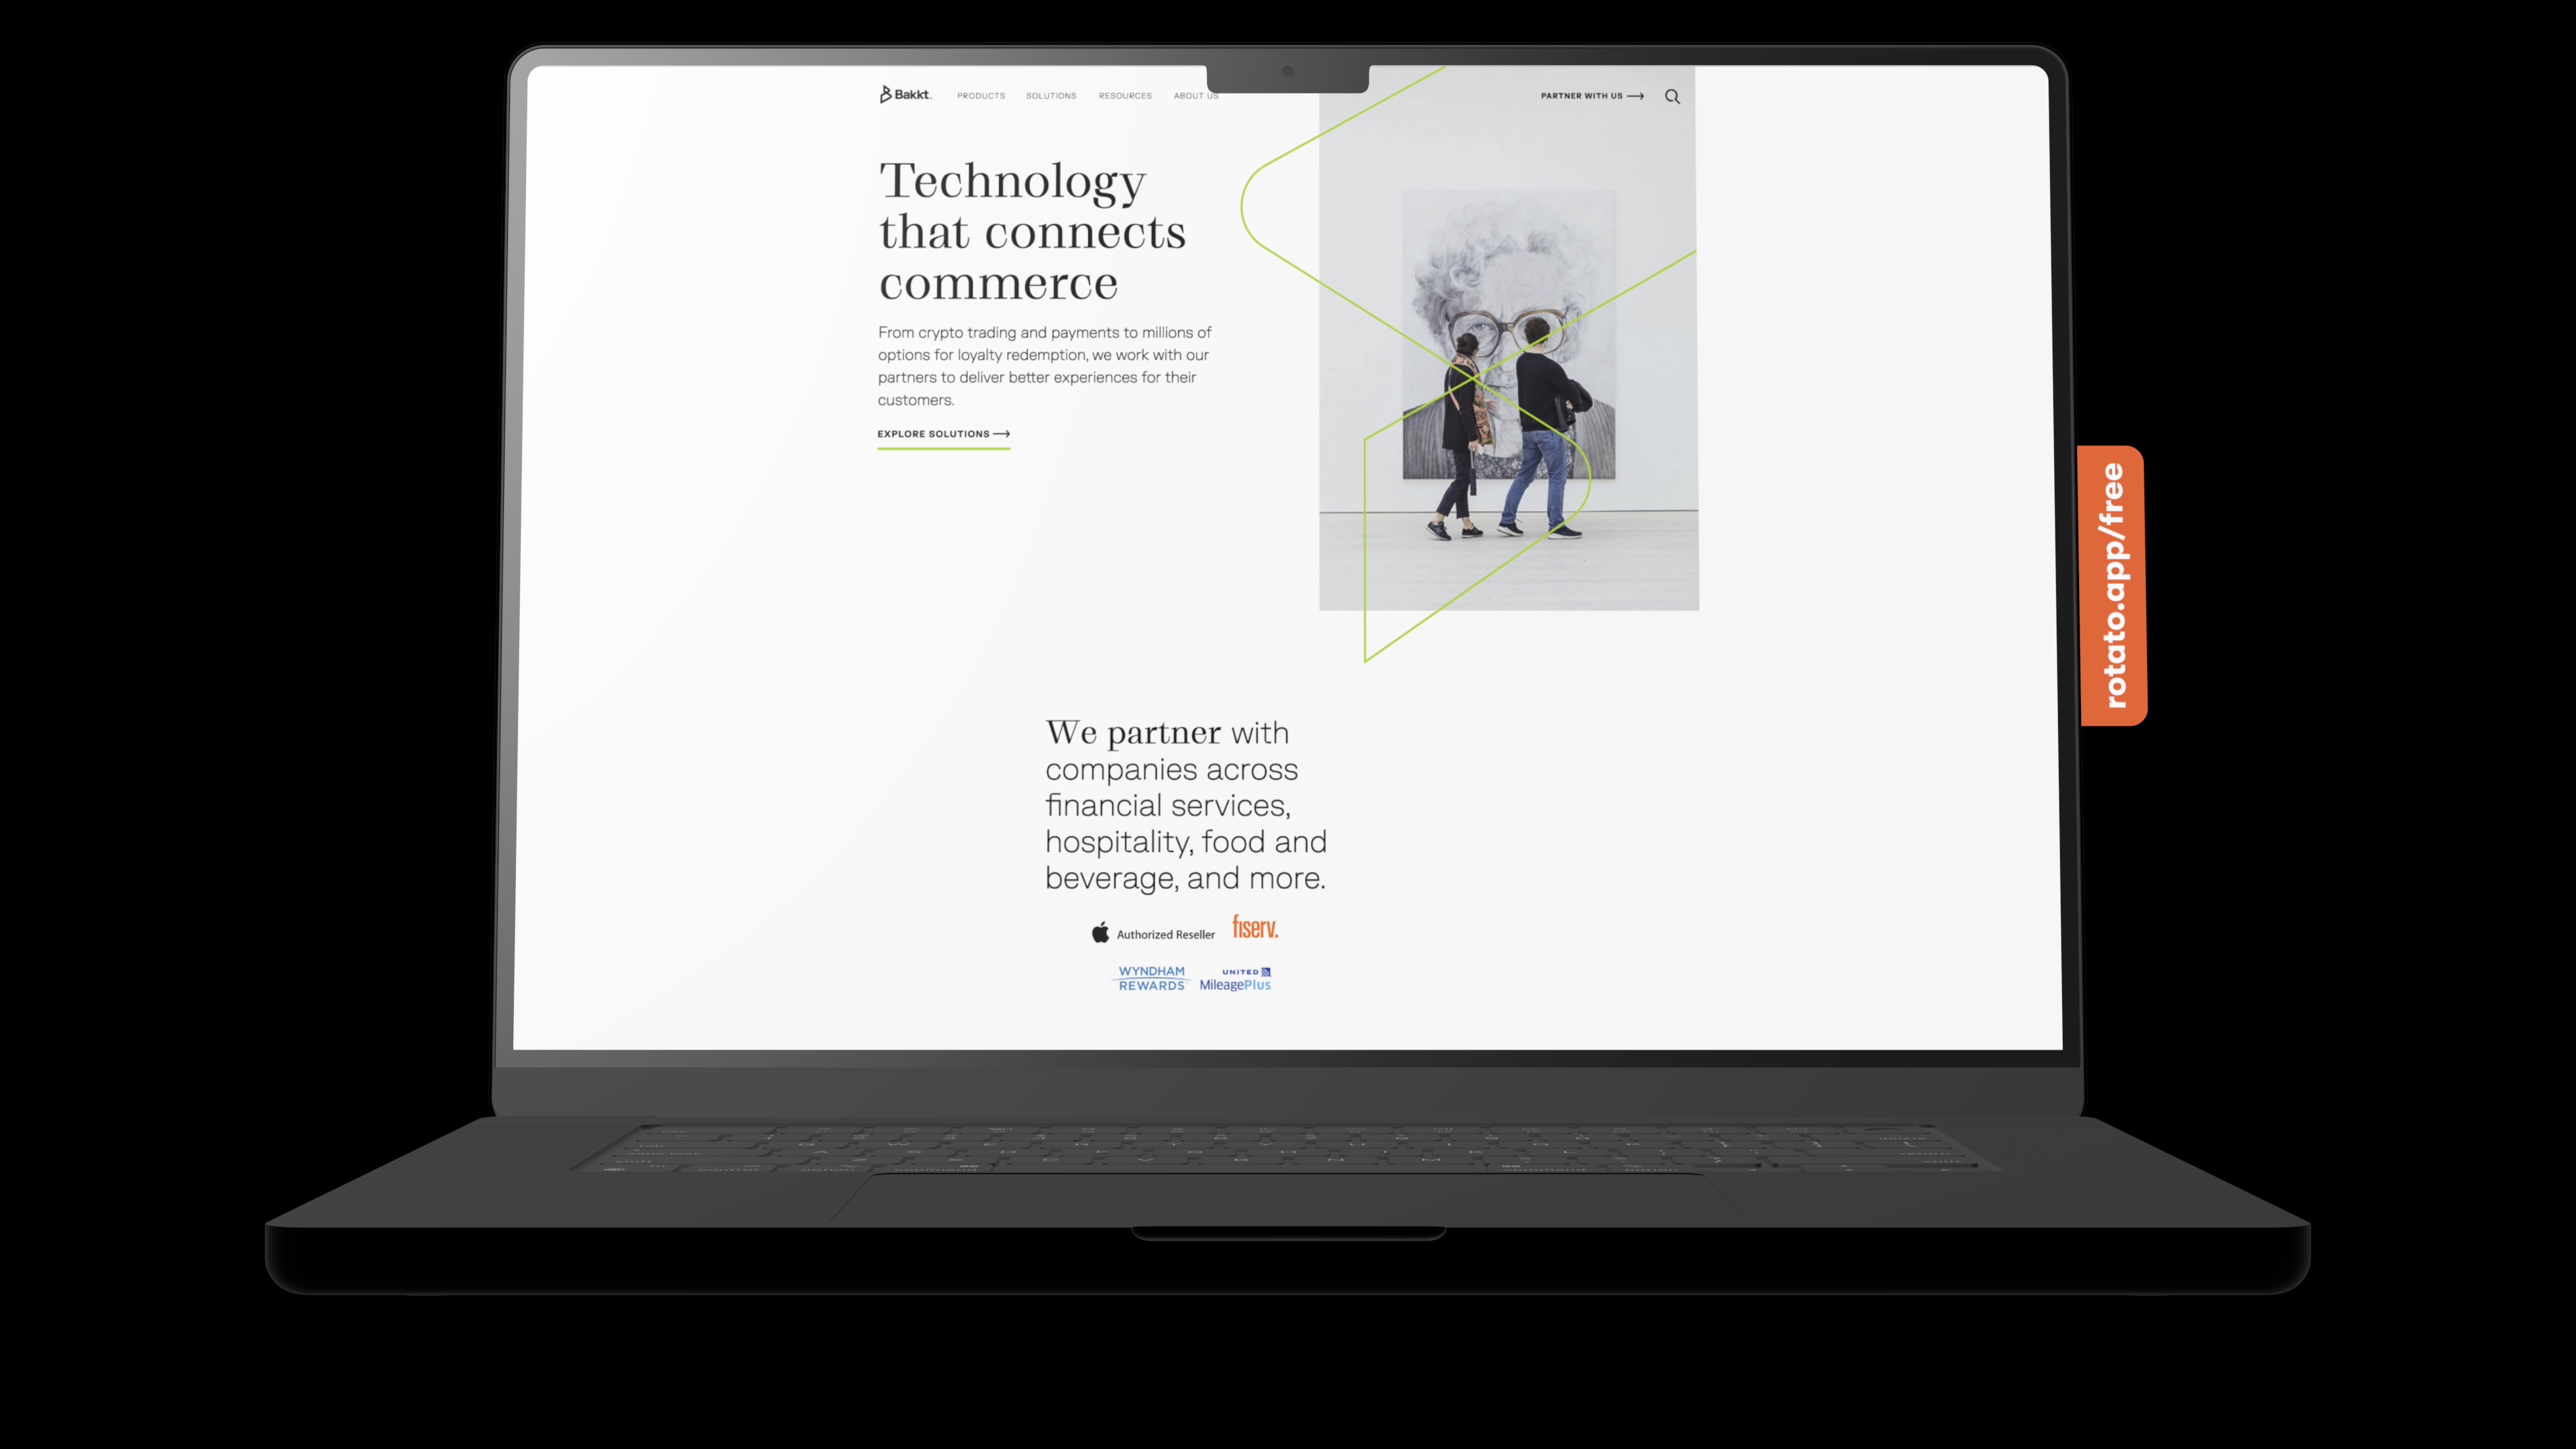 Bakkt.
PRODUCTS
SOLUTIONS
RESOURCES
ABOUT US
PARTNER WITH US
Technology
that connects
commerce
From crypto trading and payments to millions of
options for loyalty redemption, we work with our
partners to deliver better experiences for their
customers.
EXPLORE SOLUTIONS
We partner with
companies across
financial services,
hospitality, food and
beverage, and more.
Authorized Reseller
fiserv.
WYNDHAM
REWARDS
UNITED
MileagePlus
rotato.app/free